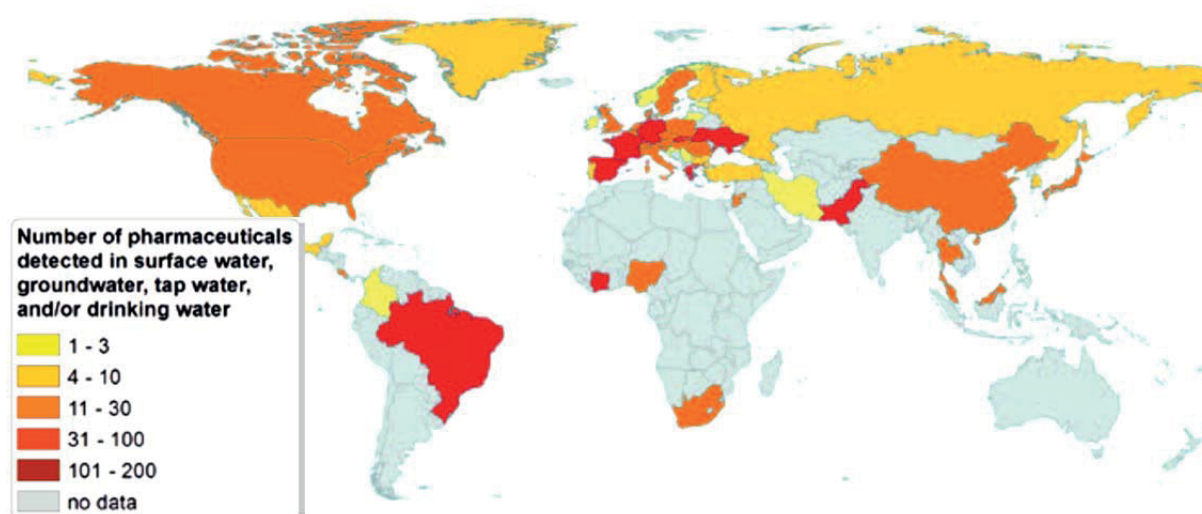 Number of pharmaceuticals
detected in surface water,
groundwater, tap water,
and/or drinking water
1 - 3
4 - 10
11 - 30
31 - 100
101 - 200
no data